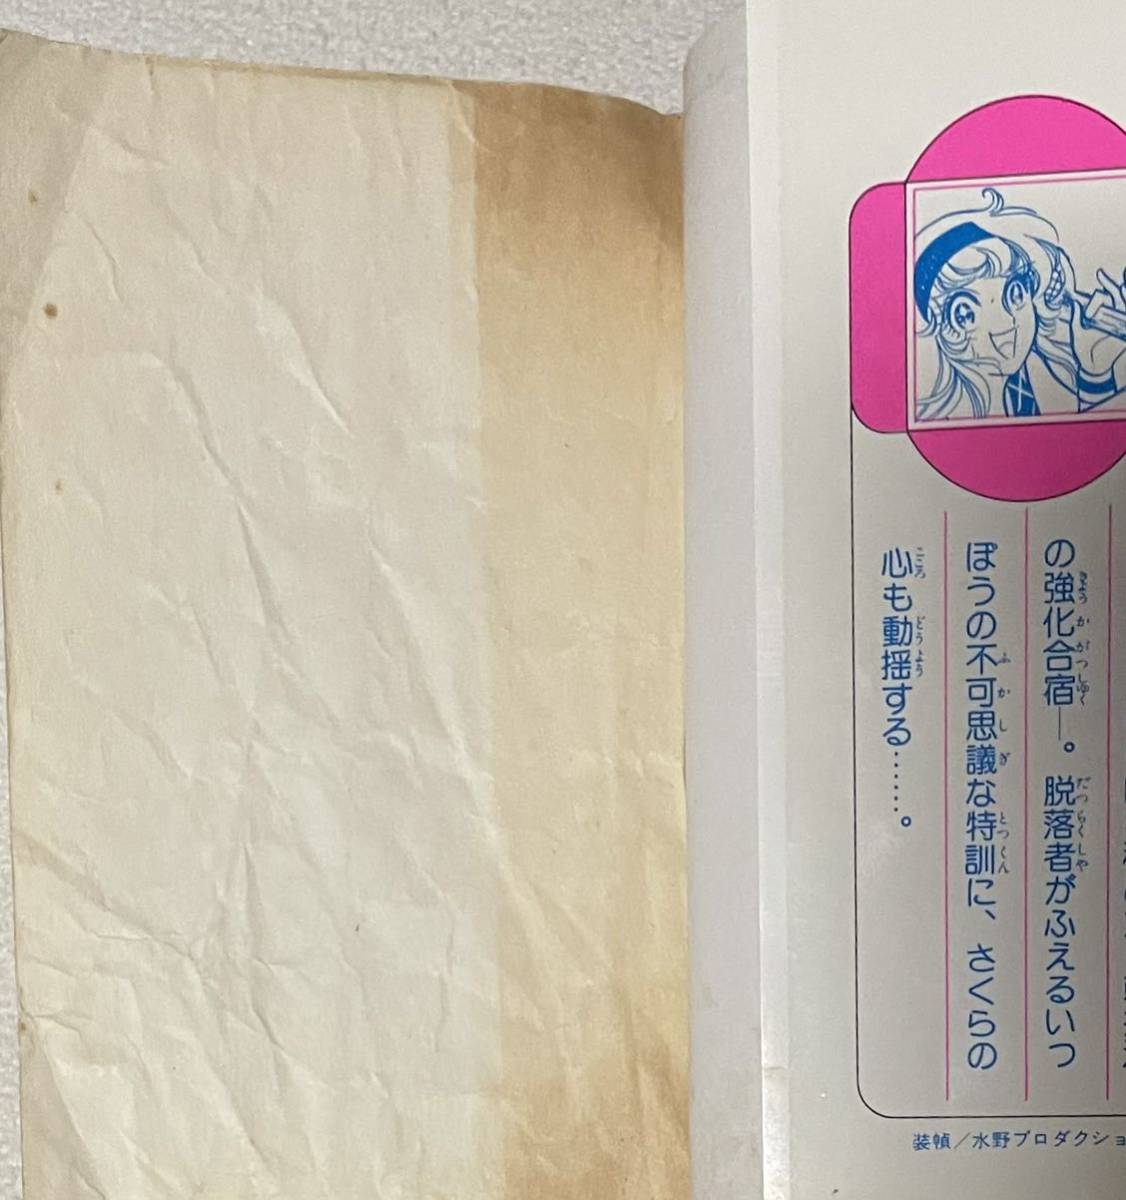 の強化合宿―。脱落者がふえるいつ
ぽうの不可思議な特訓に、さくらの
心も動揺する……。
装幀／水野プロダクショ